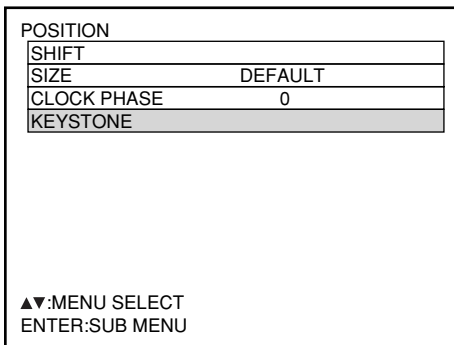 POSITION
SHIFT
SIZE DEFAULT
CLOCK PHASE 0
KEYSTONE
▲▼:MENU SELECT
ENTER:SUB MENU